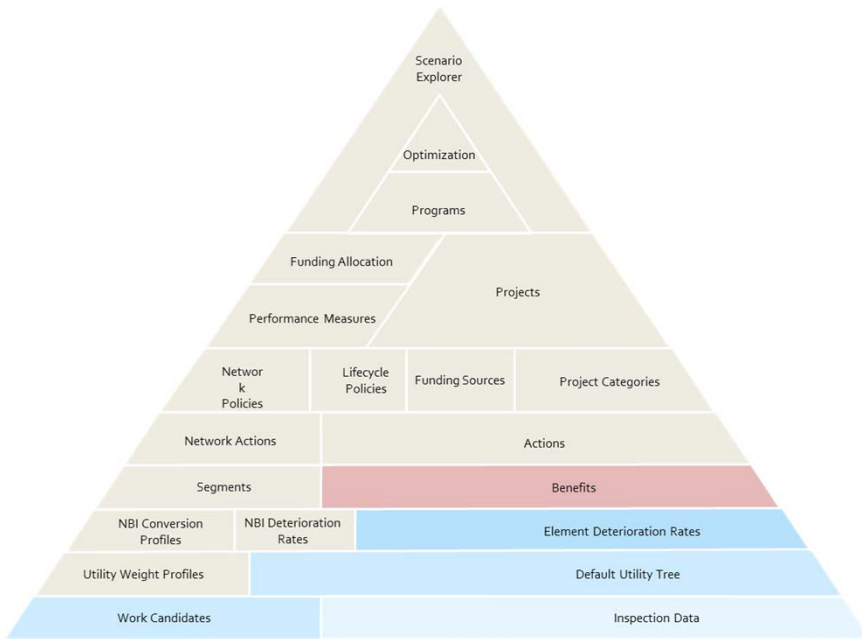 Scenario
Explorer
Optimization
Programs
Funding Allocation
Projects
Performance Measures
Networ
k
Policies
Lifecycle
Policies
Funding Sources
Project Categories
Network Actions
Actions
Segments
Benefits
NBI Conversion
Profiles
NBI Deterioration
Rates
Element Deterioration Rates
Utility Weight Profiles
Default Utility Tree
Work Candidates
Inspection Data